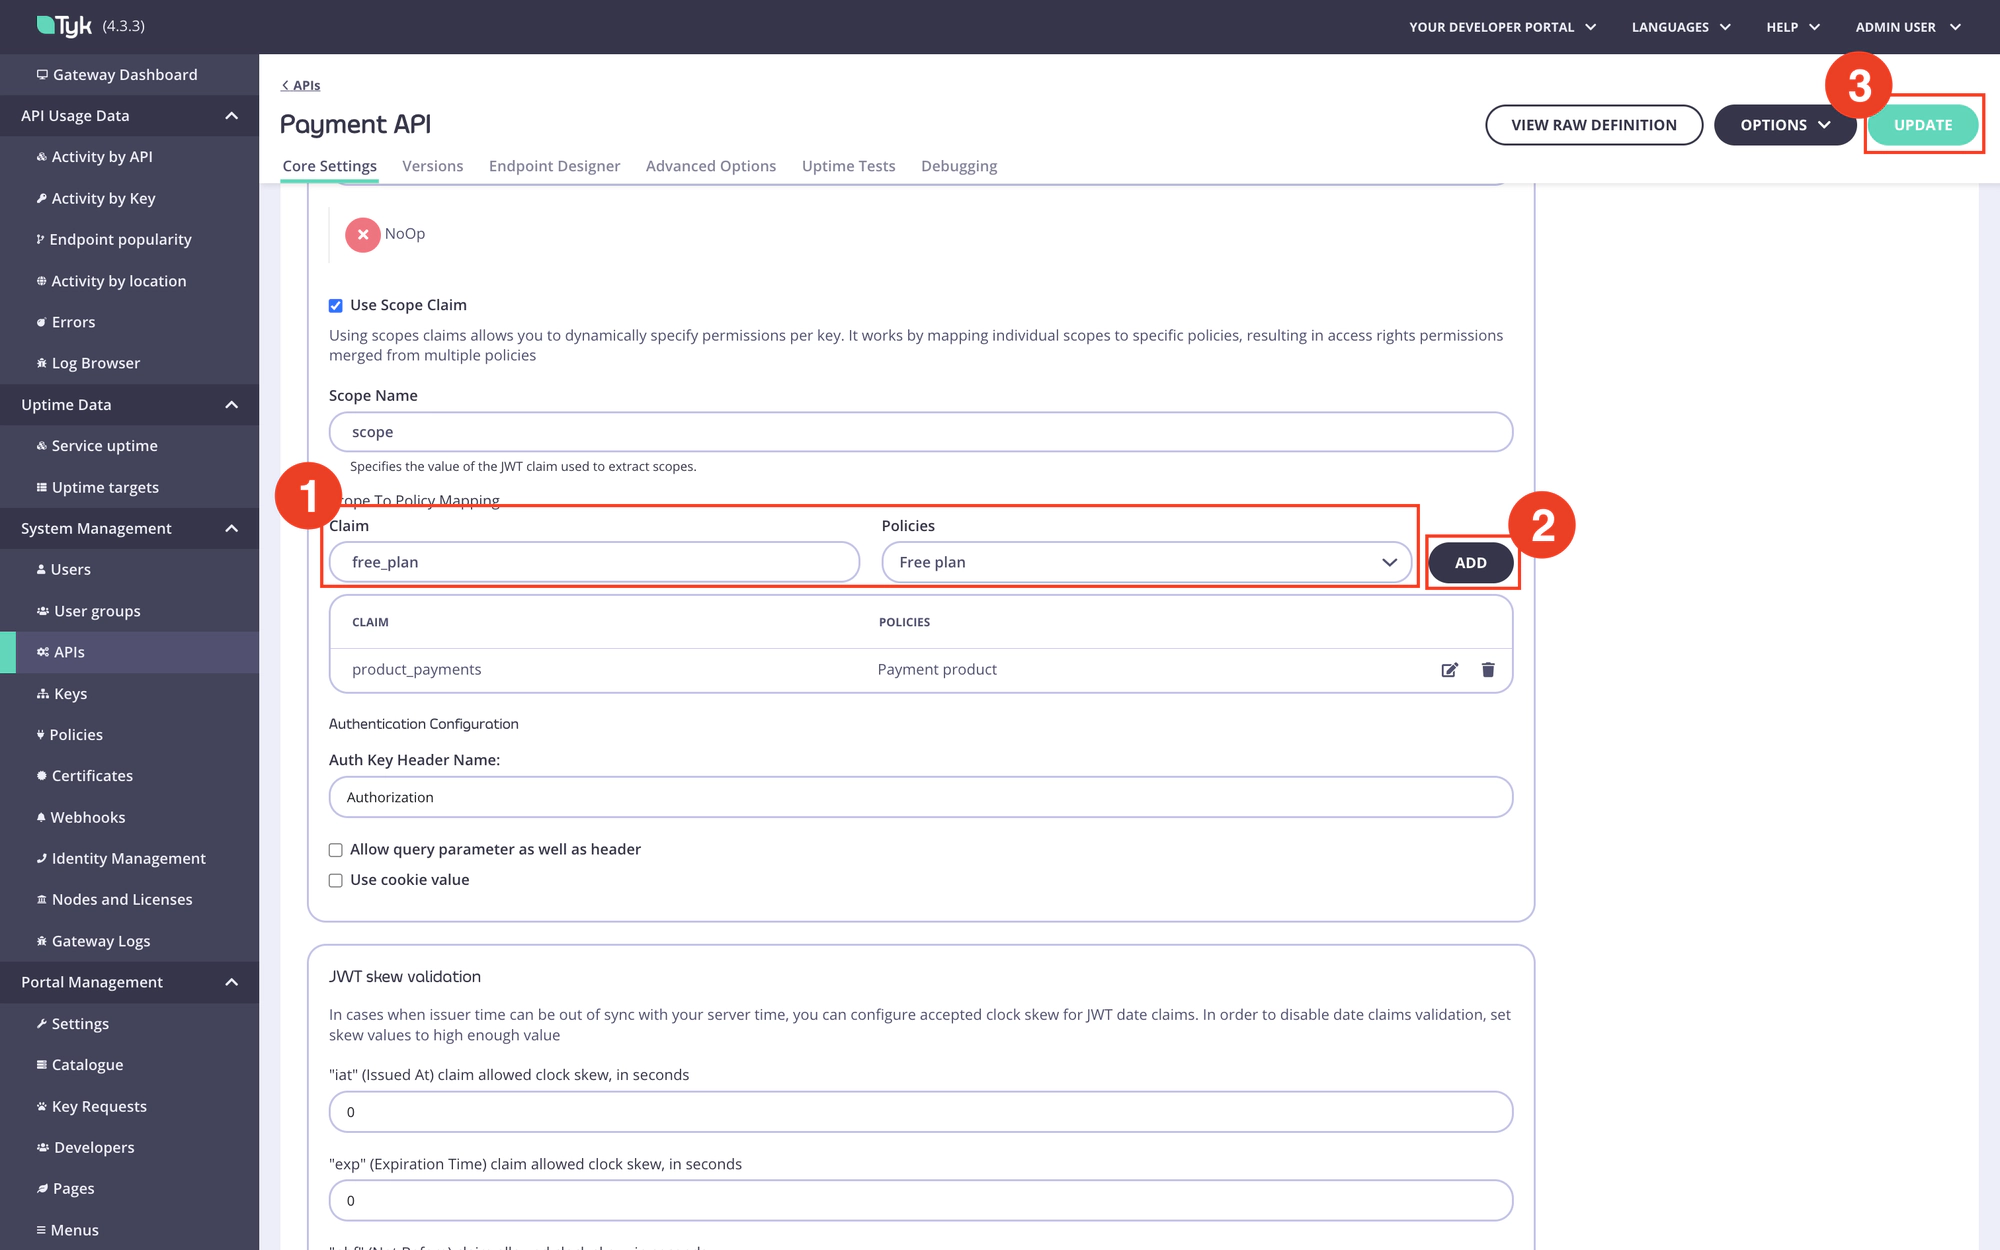 Tyk (4.3.3)
YOUR DEVELOPER PORTAL
LANGUAGES
HELP
ADMIN USER
Gateway Dashboard
API Usage Data
Activity by API
Activity by Key
Endpoint popularity
Activity by location
Errors
Log Browser
Uptime Data
Service uptime
Uptime targets
System Management
Users
User groups
APIs
Keys
Policies
Certificates
Webhooks
Identity Management
Nodes and Licenses
Gateway Logs
Portal Management
Settings
Catalogue
Key Requests
Developers
Pages
Menus
APIs
Payment API
VIEW RAW DEFINITION
OPTIONS
3
UPDATE
Core Settings
Versions
Endpoint Designer
Advanced Options
Uptime Tests
Debugging
NoOp
Use Scope Claim
Using scopes claims allows you to dynamically specify permissions per key. It works by mapping individual scopes to specific policies, resulting in access rights permissions
merged from multiple policies
Scope Name
scope
Specifies the value of the JWT claim used to extract scopes.
1
ope To Policy Mapping
Claim
Policies
2
free_plan
Free plan
ADD
CLAIM
POLICIES
product_payments
Payment product
Authentication Configuration
Auth Key Header Name:
Authorization
Allow query parameter as well as header
Use cookie value
JWT skew validation
In cases when issuer time can be out of sync with your server time, you can configure accepted clock skew for JWT date claims. In order to disable date claims validation, set
skew values to high enough value
"iat" (Issued At) claim allowed clock skew, in seconds
0
"exp" (Expiration Time) claim allowed clock skew, in seconds
0